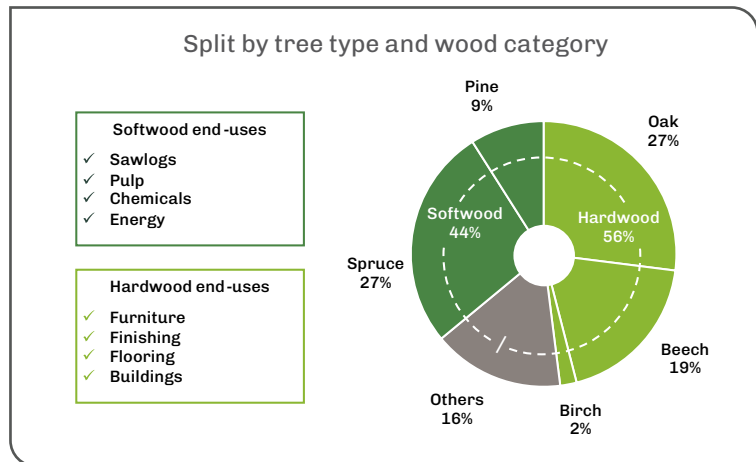 Split by tree type and wood category
Softwood end-uses
✓ Sawlogs
✓ Pulp
✓ Chemicals
✓ Energy
Hardwood end-uses
✓ Furniture
✓ Finishing
✓ Flooring
✓ Buildings
Pine
9%
Oak
27%
Softwood
44%
Hardwood
56%
Spruce
27%
Beech
19%
Others
16%
Birch
2%